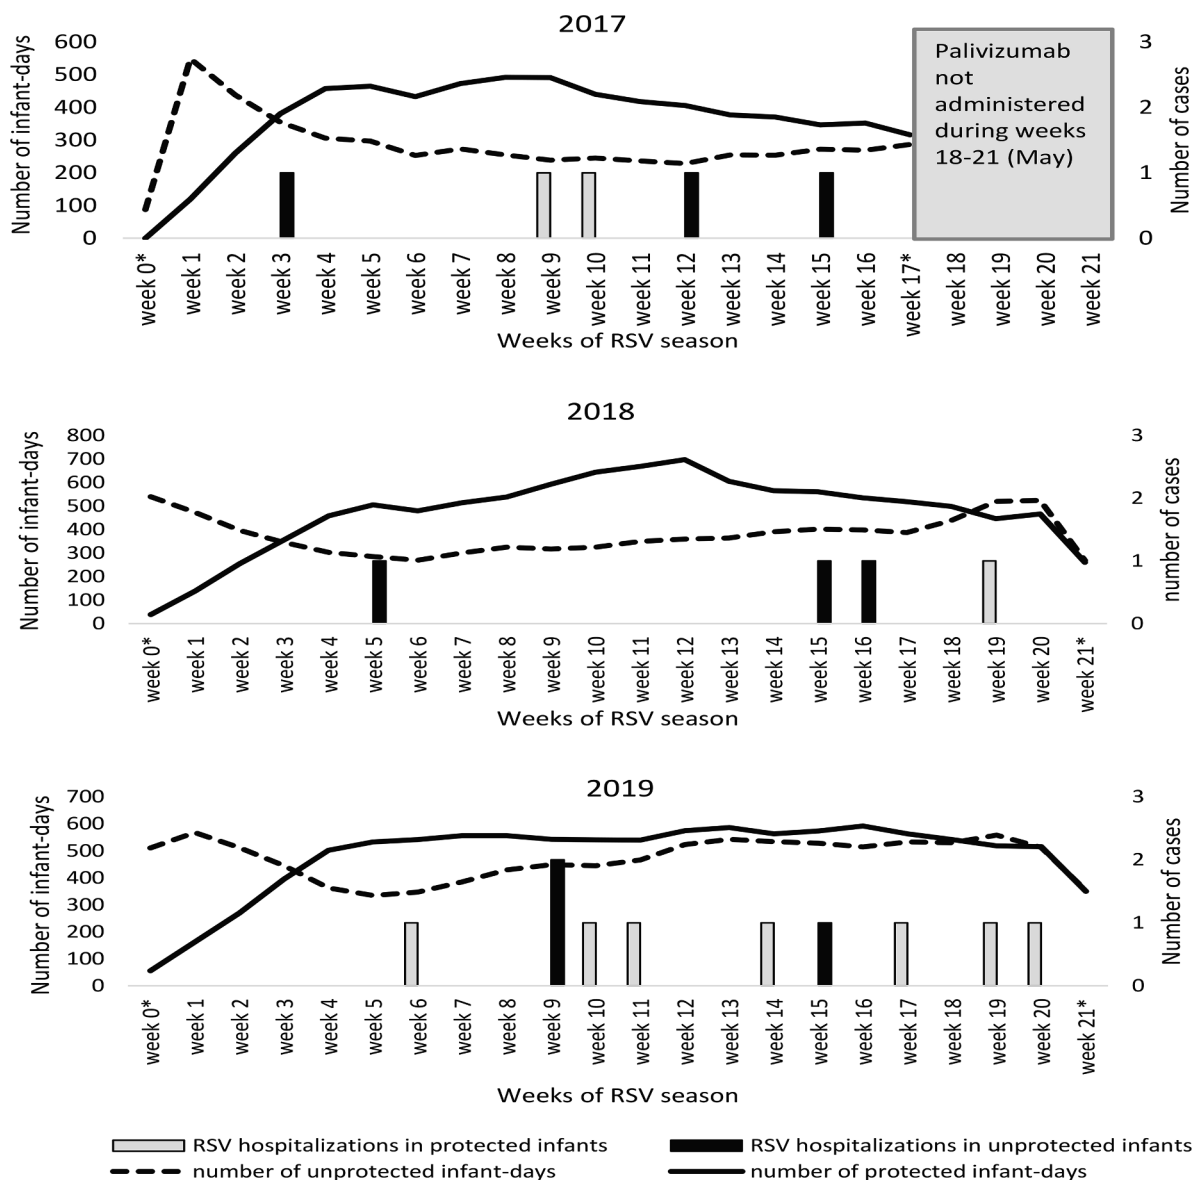 2017
Number of infant-days
600
500
400
300
200
100
0
3
2
1
0
Number of cases
Palivizumab
not
administered
during weeks
18-21 (May)
week 0*
week 1
week 2
week 3
week 4
week 5
week 6
week 7
week 8
week 9
week 10
week 11
week 12
week 13
week 14
week 15
week 16
week 17*
week 18
week 19
week 20
week 21
Weeks of RSV season
2018
Number of infant-days
800
700
600
500
400
300
200
100
0
3
2
1
0
number of cases
week 0*
week 1
week 2
week 3
week 4
week 5
week 6
week 7
week 8
week 9
week 10
week 11
week 12
week 13
week 14
week 15
week 16
week 17
week 18
week 19
week 20
week 21*
Weeks of RSV season
2019
Number of infant-days
700
600
500
400
300
200
100
0
3
2
1
0
Number of cases
week 0*
week 1
week 2
week 3
week 4
week 5
week 6
week 7
week 8
week 9
week 10
week 11
week 12
week 13
week 14
week 15
week 16
week 17
week 18
week 19
week 20
week 21*
Weeks of RSV season
RSV hospitalizations in protected infants
RSV hospitalizations in unprotected infants
number of unprotected infant-days
number of protected infant-days